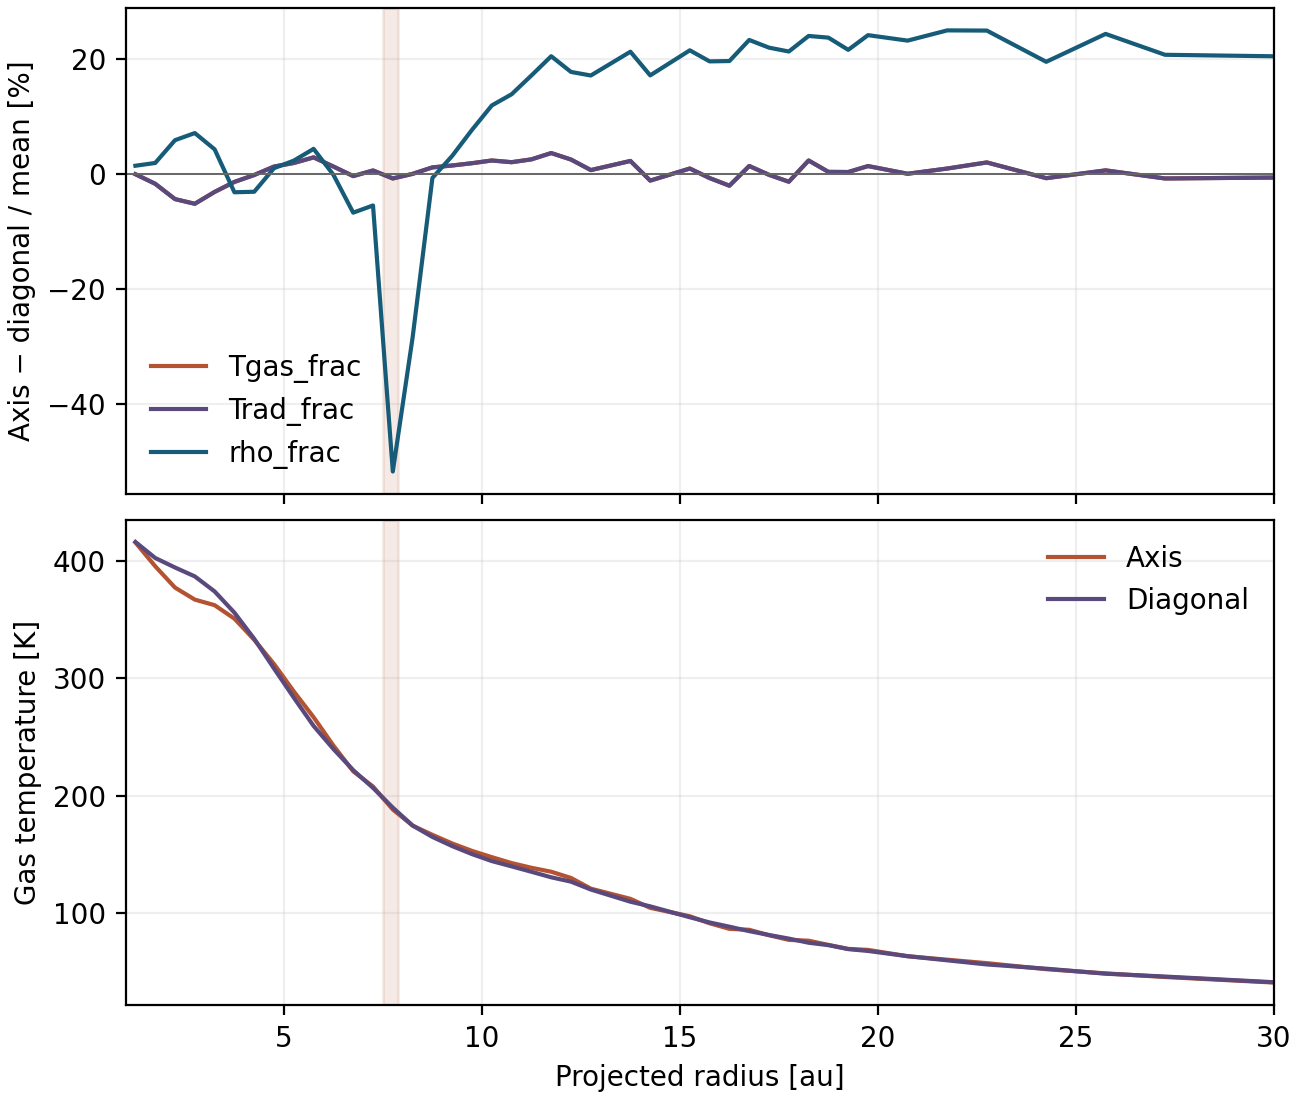 Axis − diagonal / mean [%]
20
0
−20
−40
Tgas_frac
Trad_frac
rho_frac
Gas temperature [K]
400
300
200
100
Axis
Diagonal
5 10 15 20 25 30
Projected radius [au]